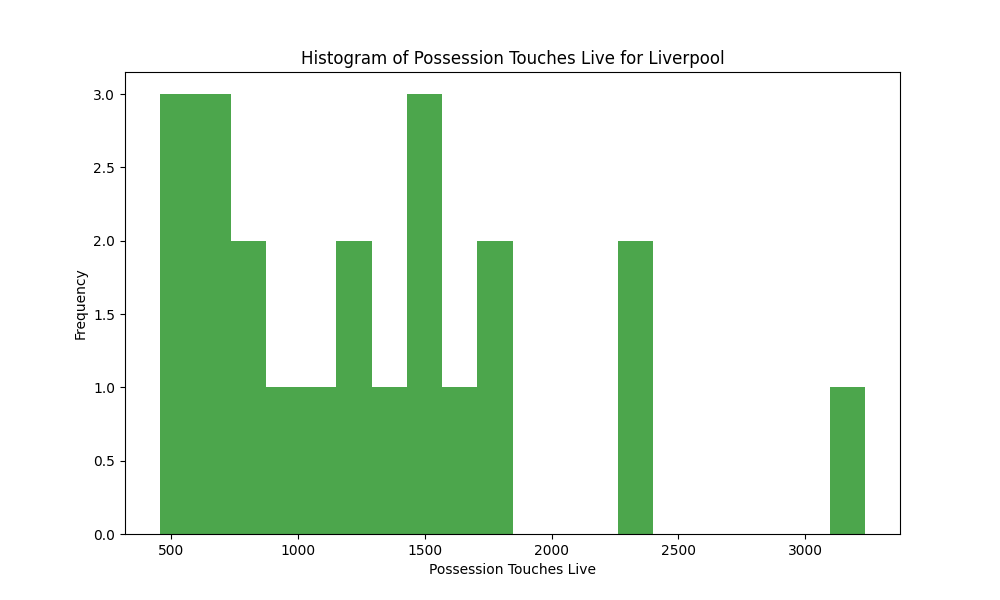 Histogram of Possession Touches Live for Liverpool
3.0
2.5
2.0
1.5
1.0
0.5
0.0
Frequency
500 1000 1500 2000 2500 3000
Possession Touches Live